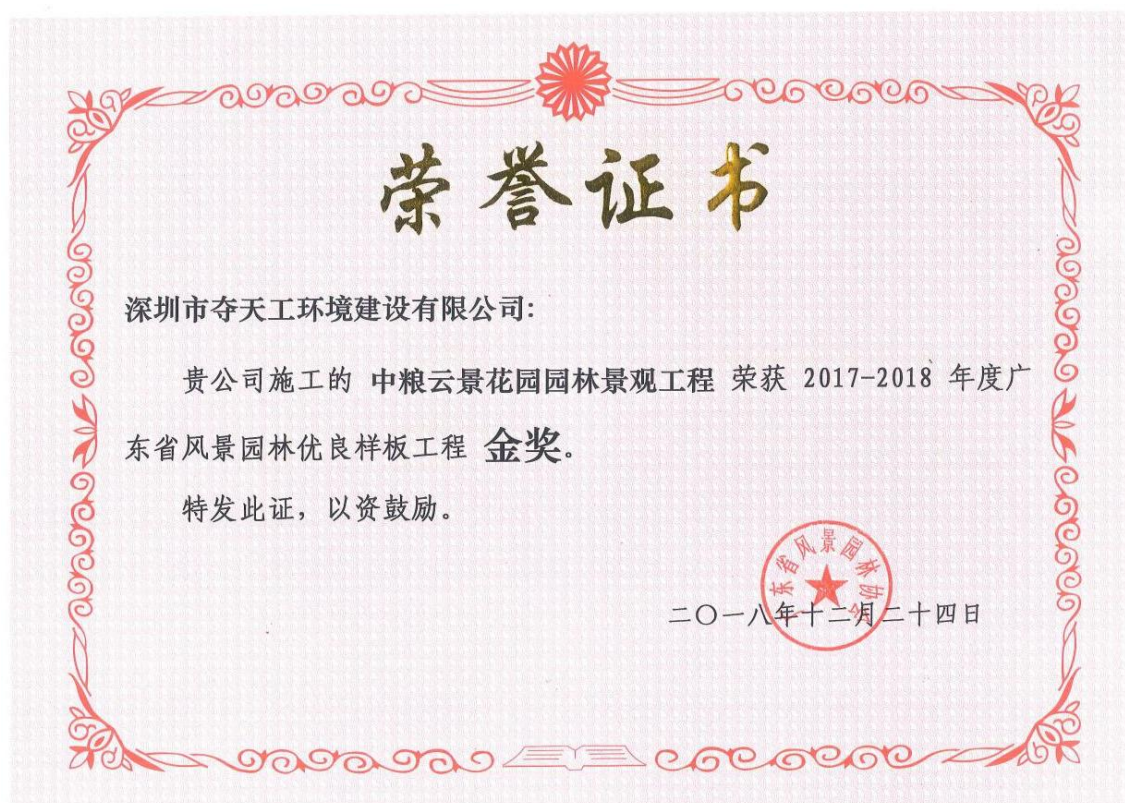 荣誉证书
深圳市夺天工环境建设有限公司:
贵公司施工的 中粮云景花园园林景观工程 荣获 2017-2018 年度广
东省风景园林优良样板工程 金奖。
特发此证，以资鼓励。
广东省风景园林协会
二〇一八年十二月二十四日